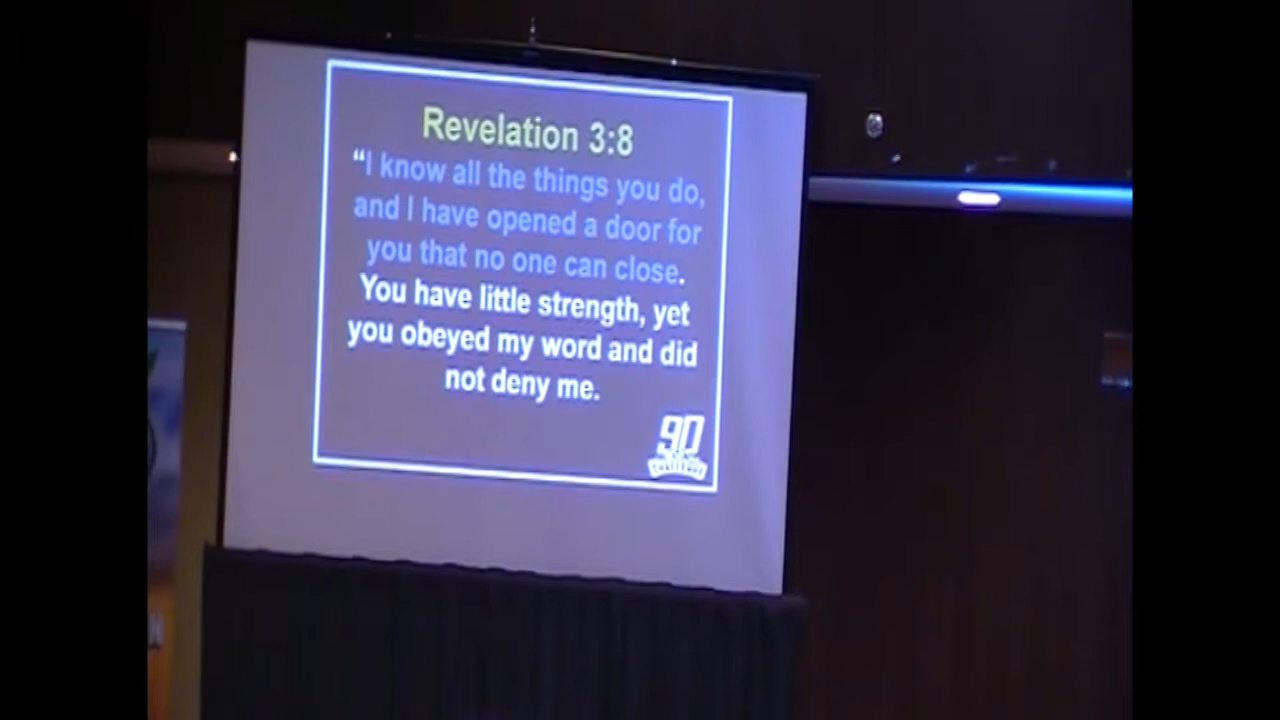 Revelation 3:8
“I know all the things you do,
and I have opened a door for
you that no one can close.
You have little strength, yet
you obeyed my word and did
not deny me.
90